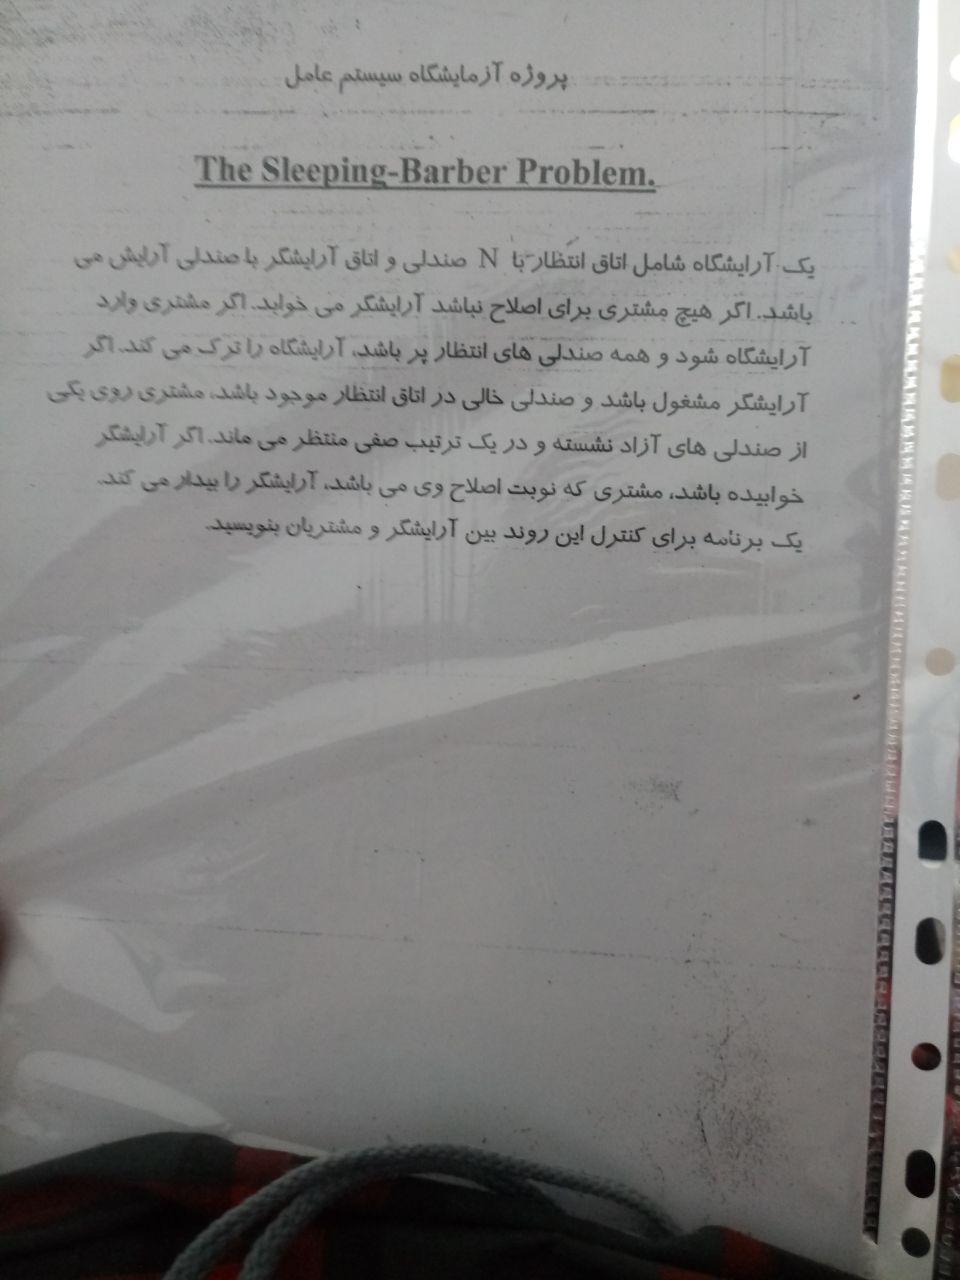 پروژه آزمایشگاه سیستم عامل
The Sleeping-Barber Problem.
یک آرایشگاه شامل اتاق انتظار با N صندلی و اتاق آرایشگر با صندلی آرایش می
باشد. اگر هیچ مشتری برای اصلاح نباشد آرایشگر می خوابد. اگر مشتری وارد
آرایشگاه شود و همه صندلی های انتظار پر باشد، آرایشگاه را ترک می کند. اگر
آرایشگر مشغول باشد و صندلی خالی در اتاق انتظار موجود باشد، مشتری روی یکی
از صندلی های آزاد نشسته و در یک ترتیب صفی منتظر می ماند. اگر آرایشگر
خوابیده باشد، مشتری که نوبت اصلاح وی می باشد، آرایشگر را بیدار می کند.
یک برنامه برای کنترل این روند بین آرایشگر و مشتریان بنویسید.